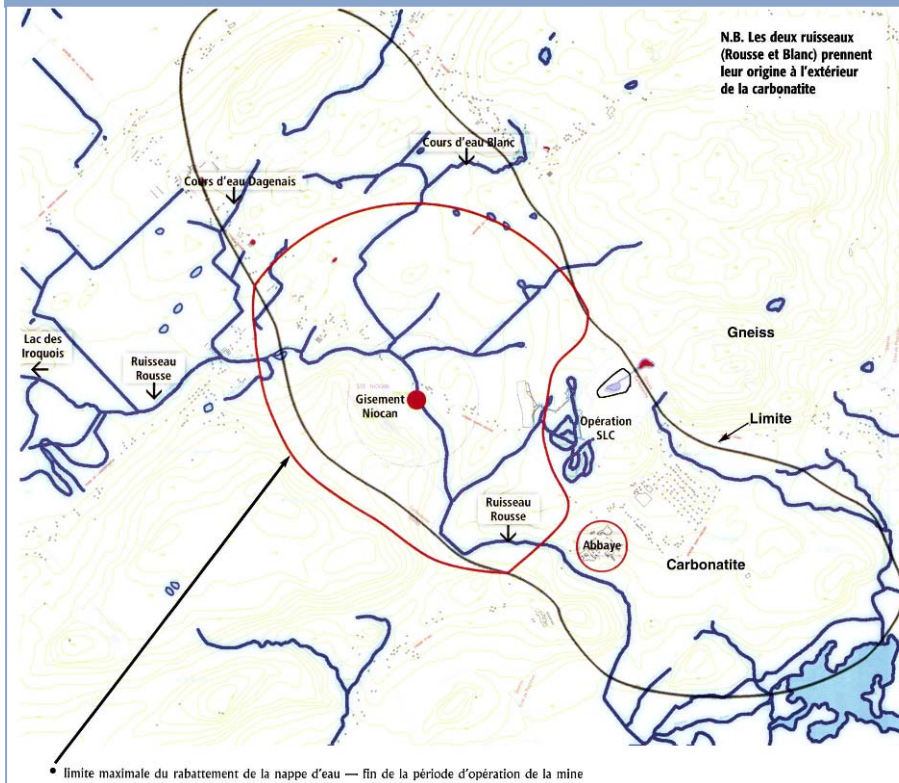 N.B. Les deux ruisseaux
(Rousse et Blanc) prennent
leur origine à l'extérieur
de la carbonatite
Cours d'eau Blanc
Cours d'eau Dagenais
Gneiss
Lac des
Iroquois
Ruisseau
Rousse
Gisement
Niocan
Opération
SLC
Limite
Ruisseau
Rousse
Abbaye
Carbonatite
• limite maximale du rabattement de la nappe d'eau — fin de la période d'opération de la mine